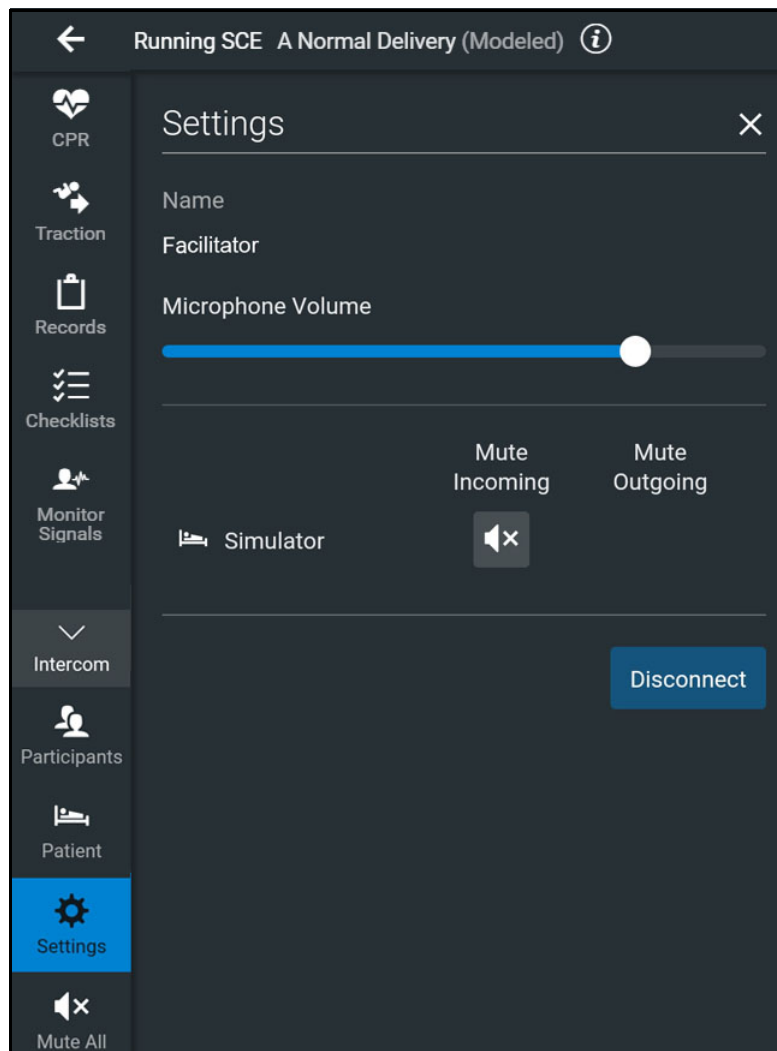 Running SCE A Normal Delivery (Modeled)
CPR
Traction
Records
Checklists
Monitor
Signals
Intercom
Participants
Patient
Settings
Mute All
Settings
Name
Facilitator
Microphone Volume
Mute
Incoming
Mute
Outgoing
Simulator
Disconnect